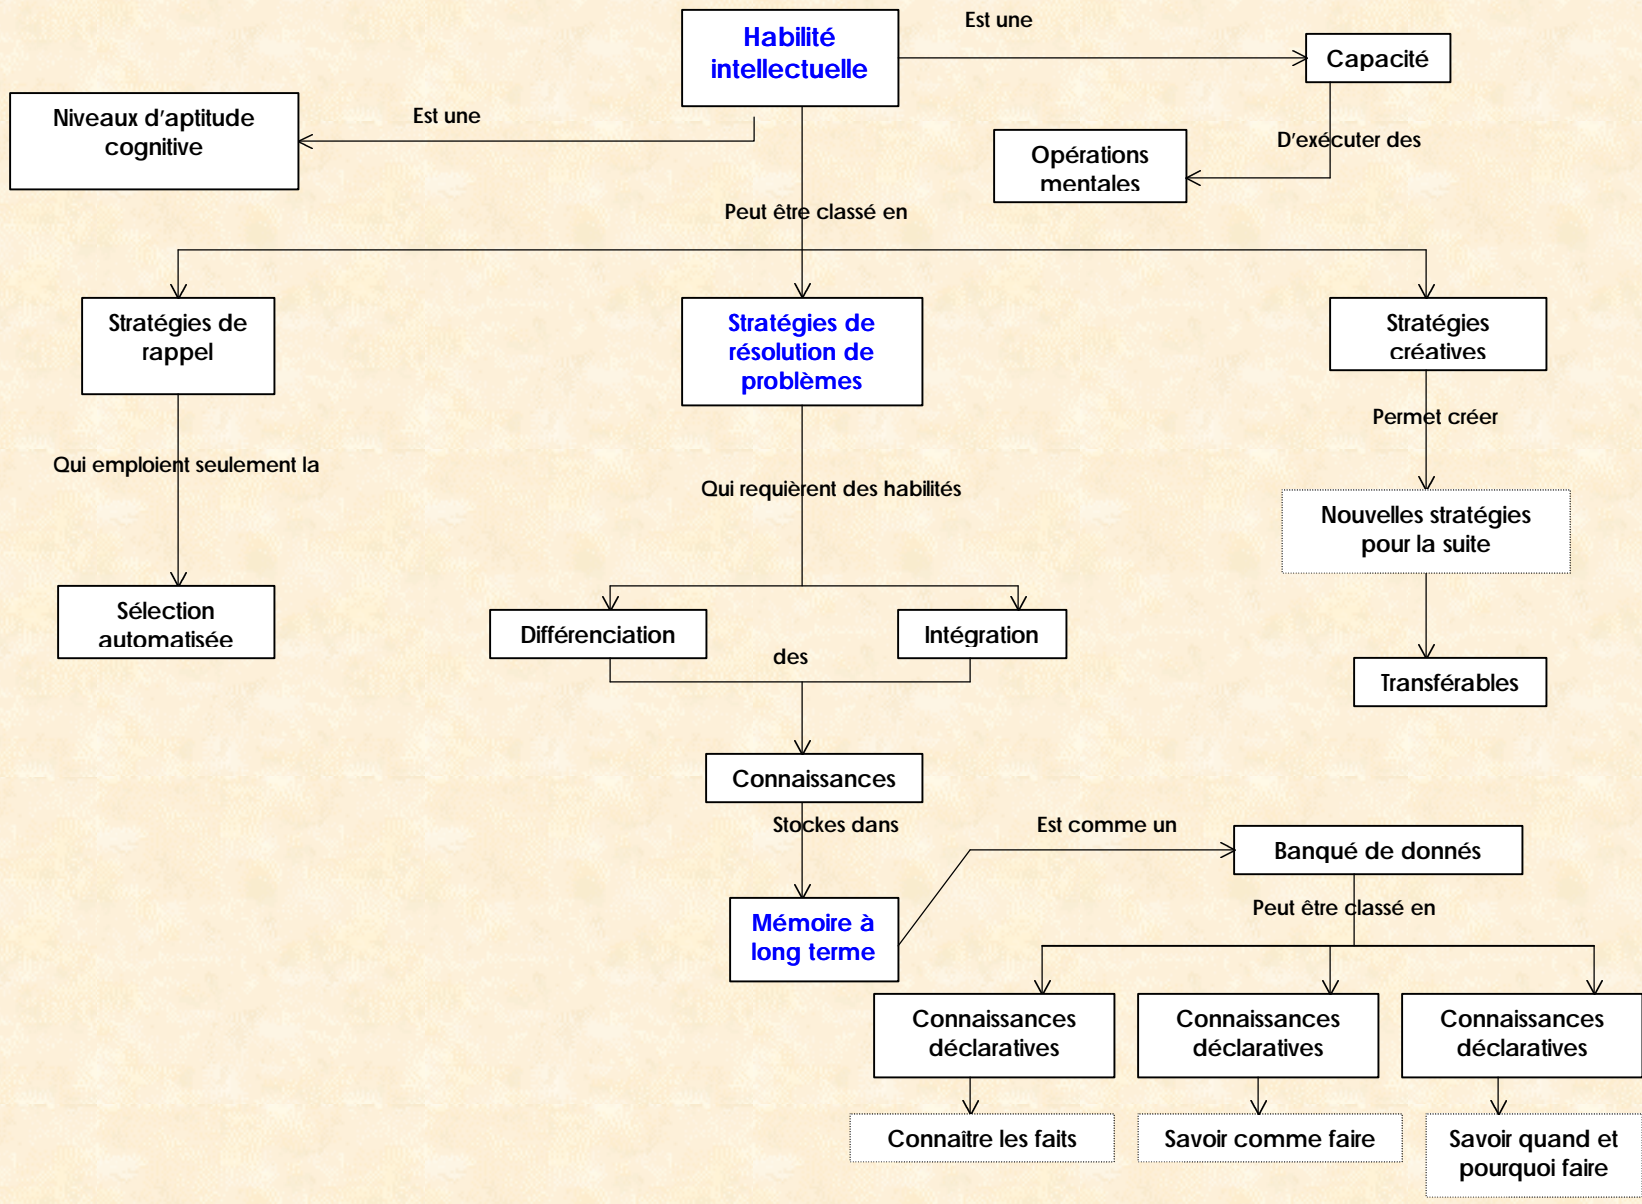 Est une
Habilité
intellectuelle
Capacité
Est une
Niveaux d'aptitude
cognitive
D'exécuter des
Opérations
mentales
Peut être classé en
Stratégies de
rappel
Stratégies de
résolution de
problèmes
Stratégies
créatives
Permet créer
Qui emploient seulement la
Qui requièrent des habilités
Nouvelles stratégies
pour la suite
Sélection
automatisée
Différenciation
Intégration
des
Transférables
Connaissances
Stockes dans
Est comme un
Banqué de donnés
Peut être classé en
Mémoire à
long terme
Connaissances
déclaratives
Connaissances
déclaratives
Connaissances
déclaratives
Connaître les faits
Savoir comme faire
Savoir quand et
pourquoi faire